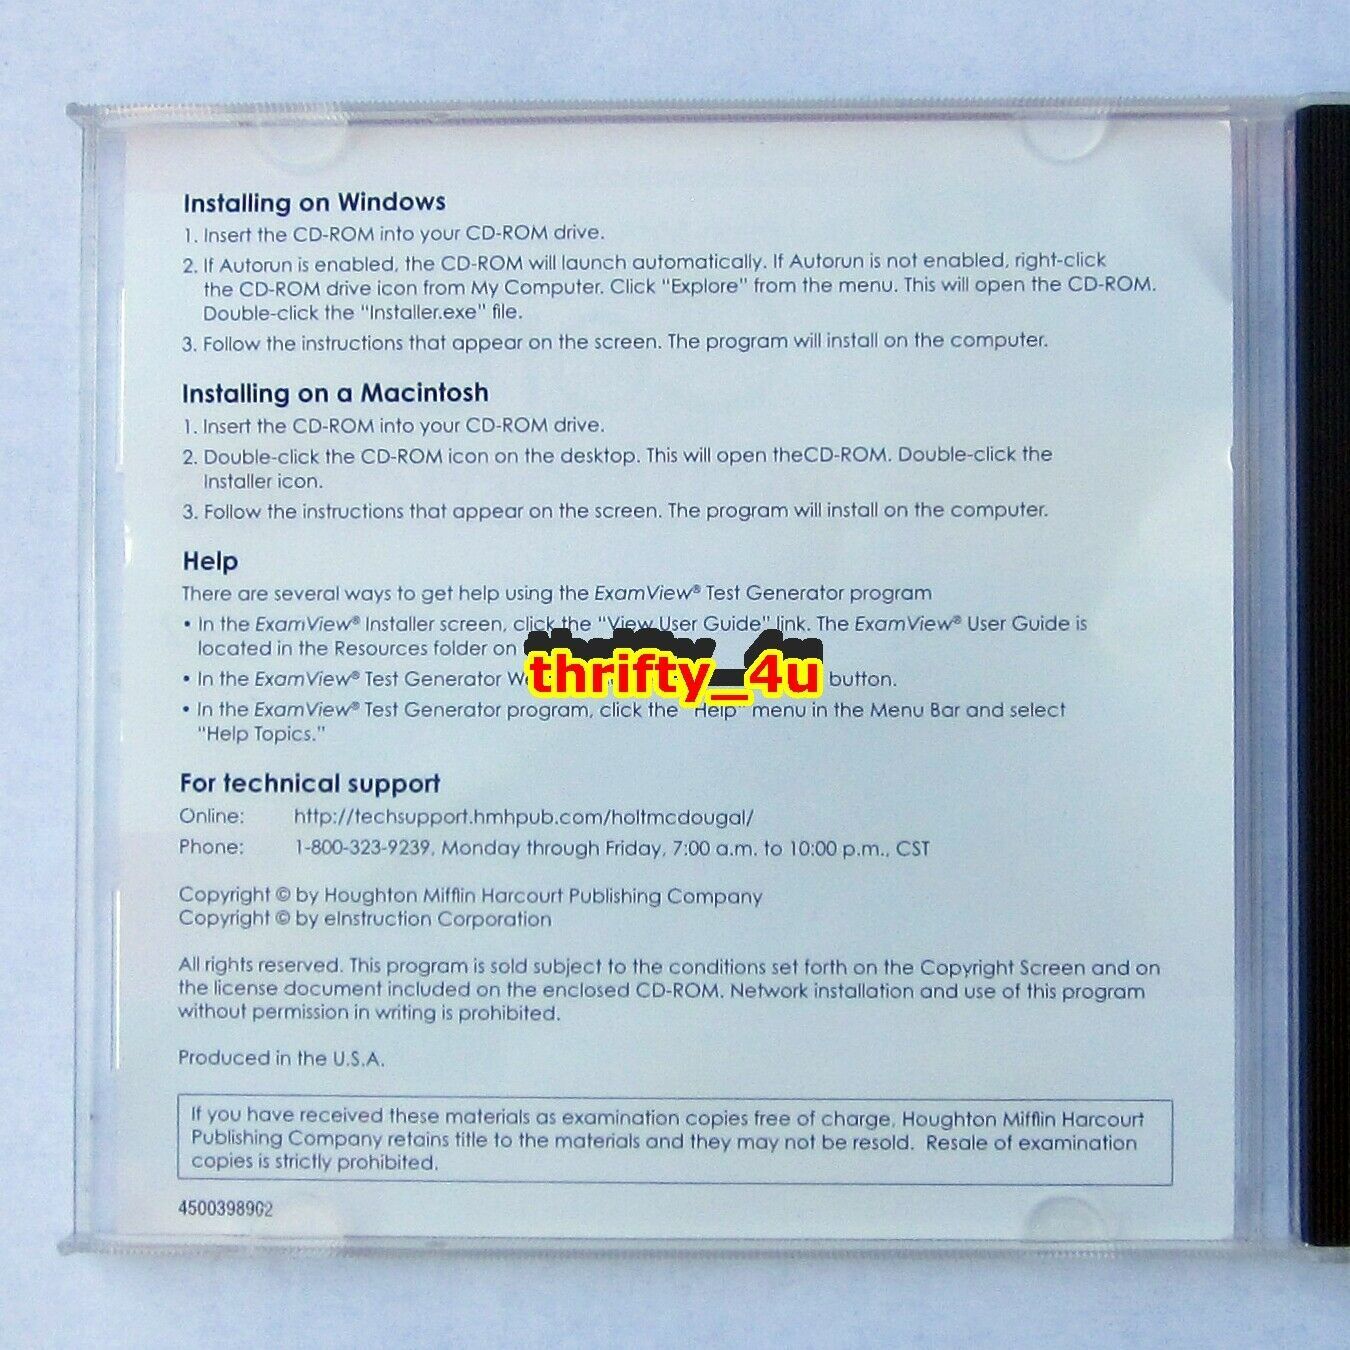 Installing on Windows
1. Insert the CD-ROM into your CD-ROM drive.
2. If Autorun is enabled, the CD-ROM will launch automatically. If Autorun is not enabled, right-click
the CD-ROM drive icon from My Computer. Click "Explore" from the menu. This will open the CD-ROM.
Double-click the "Installer.exe" file.
3. Follow the instructions that appear on the screen. The program will install on the computer.
Installing on a Macintosh
1. Insert the CD-ROM into your CD-ROM drive.
2. Double-click the CD-ROM icon on the desktop. This will open theCD-ROM. Double-click the
Installer icon.
3. Follow the instructions that appear on the screen. The program will install on the computer.
Help
There are several ways to get help using the ExamView® Test Generator program
• In the ExamView® Installer screen, click the "View User Guide" link. The ExamView® User Guide is
located in the Resources folder on
thrifty_4u
• In the ExamView® Test Generator button.
• In the ExamView® Test Generator program, click the "Help" menu in the Menu Bar and select
"Help Topics."
For technical support
Online: http://techsupport.hmhpub.com/holtmcdougal/
Phone: 1-800-323-9239, Monday through Friday, 7:00 a.m. to 10:00 p.m., CST
Copyright © by Houghton Mifflin Harcourt Publishing Company
Copyright © by eInstruction Corporation
All rights reserved. This program is sold subject to the conditions set forth on the Copyright Screen and on
the license document included on the enclosed CD-ROM. Network installation and use of this program
without permission in writing is prohibited.
Produced in the U.S.A.
If you have received these materials as examination copies free of charge, Houghton Mifflin Harcourt
Publishing Company retains title to the materials and they may not be resold. Resale of examination
copies is strictly prohibited.
4500398902